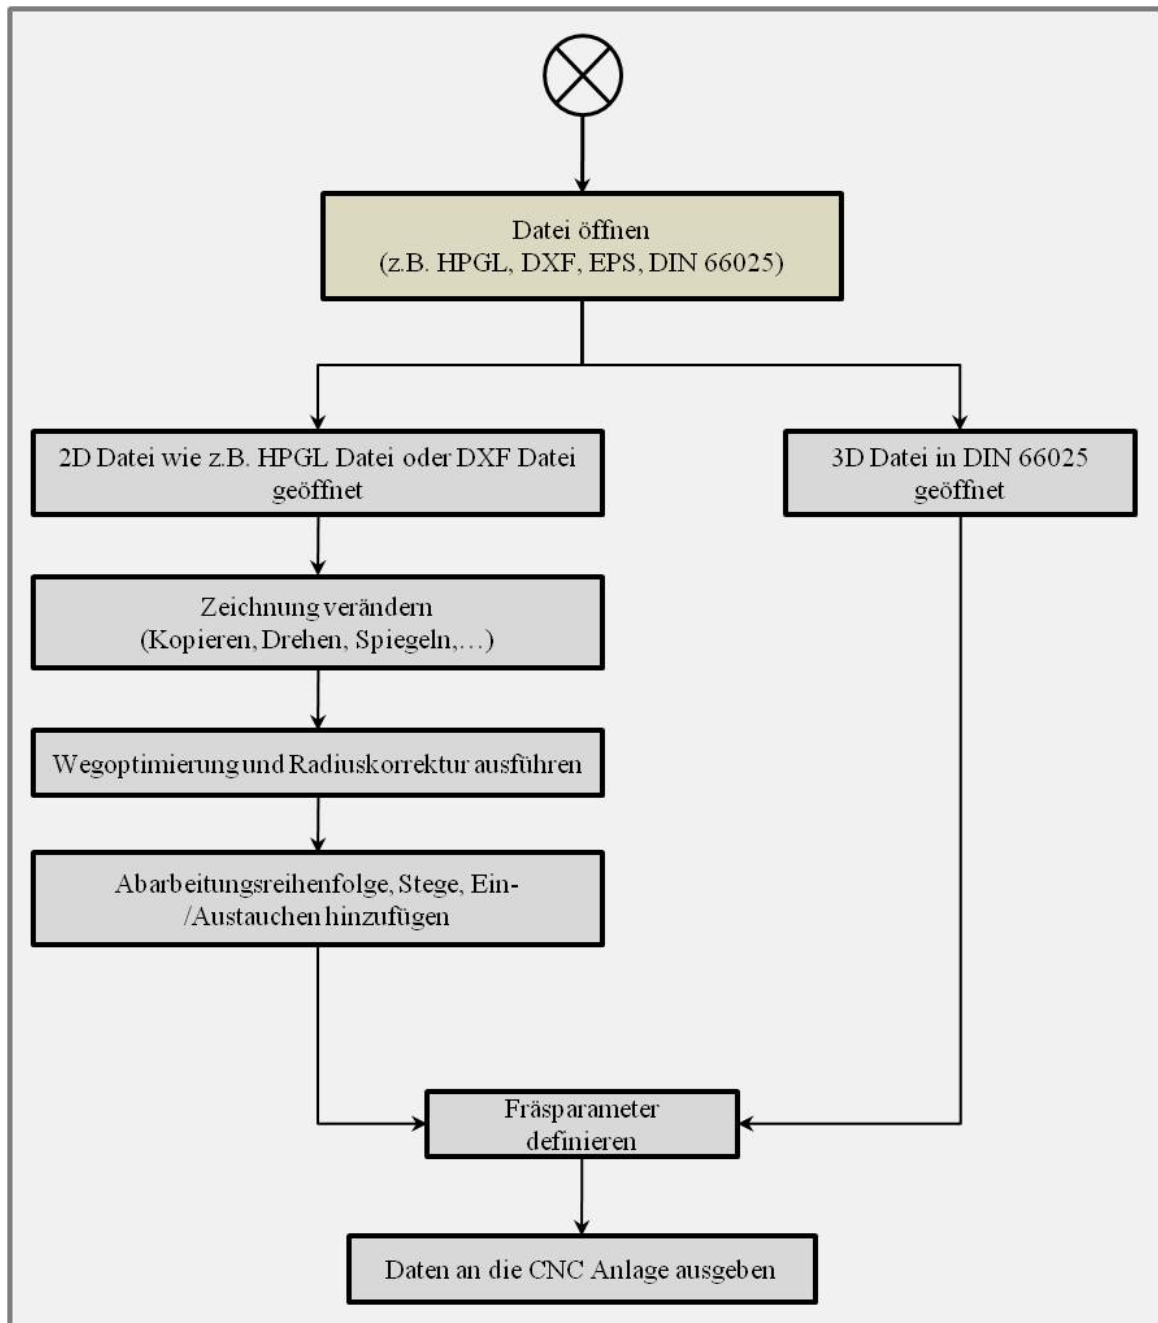 Datei öffnen
(z.B. HPGL, DXF, EPS, DIN 66025)
2D Datei wie z.B. HPGL Datei oder DXF Datei
geöffnet
3D Datei in DIN 66025
geöffnet
Zeichnung verändern
(Kopieren, Drehen, Spiegeln,…)
Wegoptimierung und Radiuskorrektur ausführen
Abarbeitungsreihenfolge, Stege, Ein-
/Austauchen hinzufügen
Fräsparameter
definieren
Daten an die CNC Anlage ausgeben